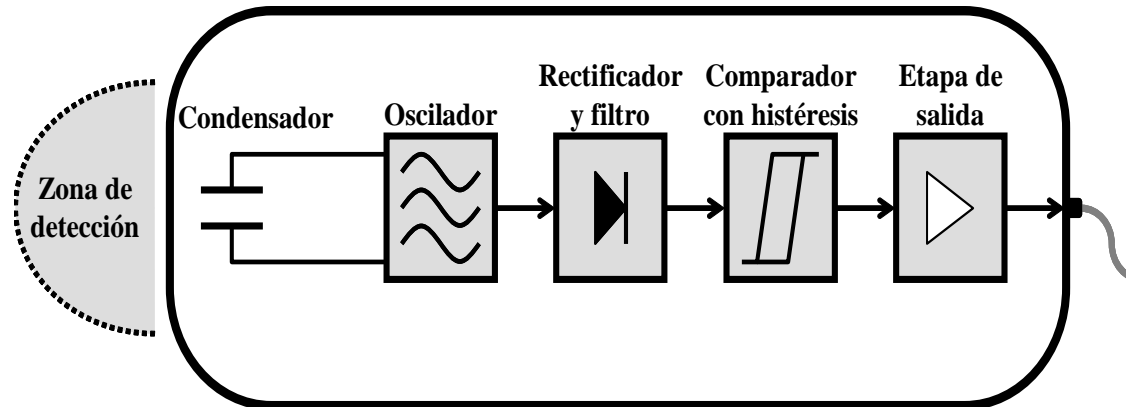 Zona de
detección
Condensador
Oscilador
Rectificador
y filtro
Comparador
con histéresis
Etapa de
salida